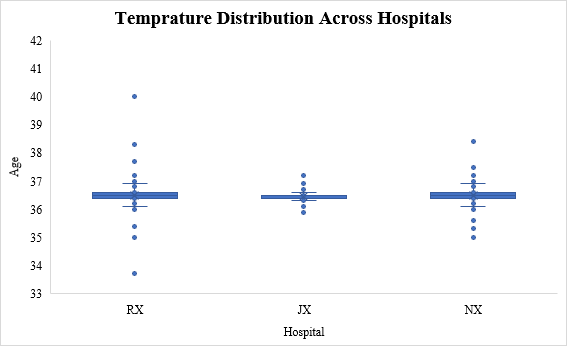 Temprature Distribution Across Hospitals
42
41
40
39
38
37
36
35
34
33
Age
RX
JX
NX
Hospital